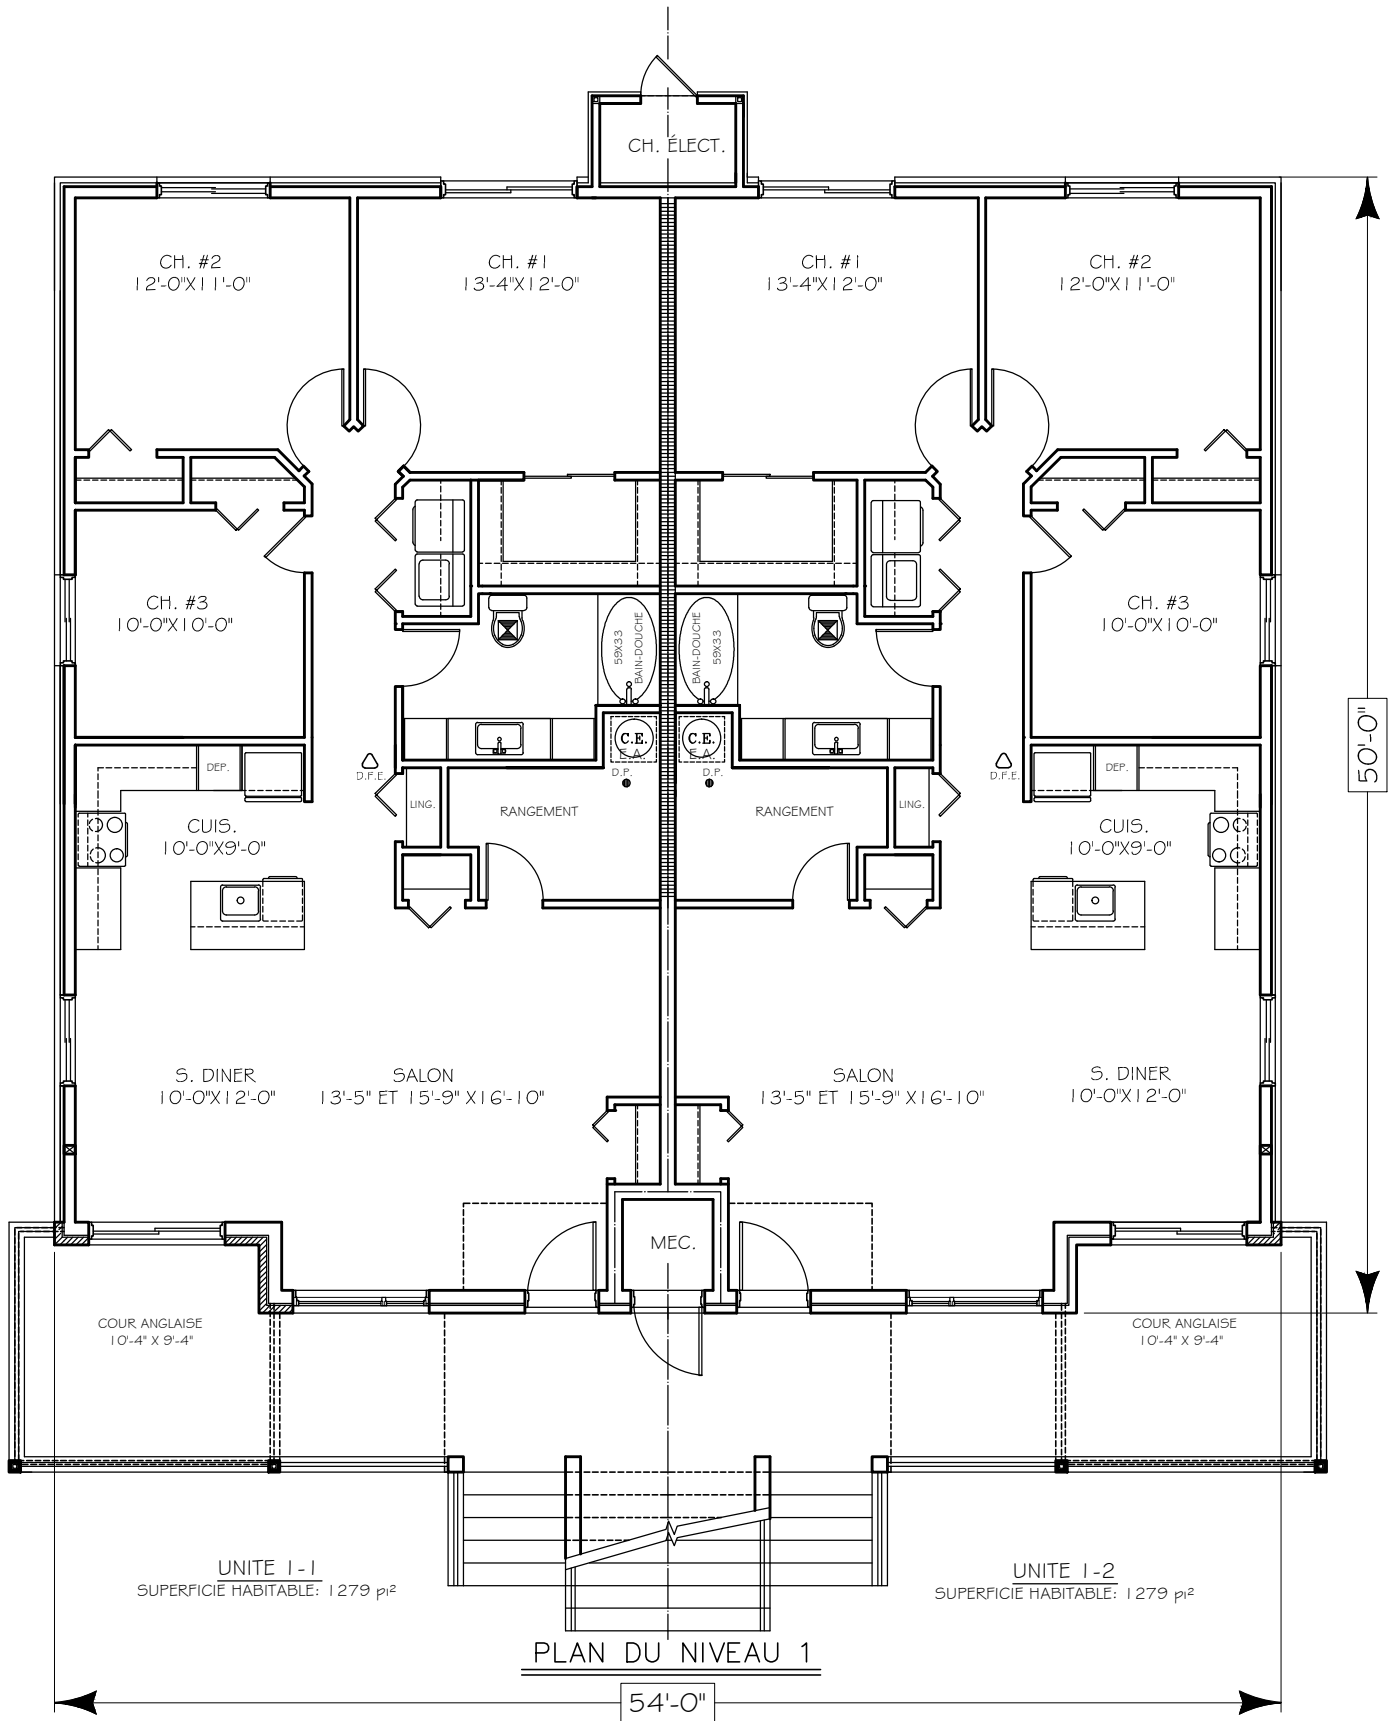 CH. ÉLECT.
CH. #2
12'-0"X11'-0"
CH. #1
13'-4"X12'-0"
CH. #1
13'-4"X12'-0"
CH. #2
12'-0"X11'-0"
50'-0"
CH. #3
10'-0"X10'-0"
59X33
BAIN-DOUCHE
BAIN-DOUCHE
59X33
CH. #3
10'-0"X10'-0"
C.E.
E.A.
D.P.
C.E.
E.A.
D.P.
DEP.
D.F.E.
LING.
RANGEMENT
RANGEMENT
LING.
D.F.E.
DEP.
CUIS.
10'-0"X9'-0"
CUIS.
10'-0"X9'-0"
S. DINER
10'-0"X12'-0"
SALON
13'-5" ET 15'-9" X16'-10"
SALON
13'-5" ET 15'-9" X16'-10"
S. DINER
10'-0"X12'-0"
MEC.
COUR ANGLAISE
10'-4" X 9'-4"
COUR ANGLAISE
10'-4" X 9'-4"
UNITE 1-1
SUPERFICIE HABITABLE: 1279 pi²
UNITE 1-2
SUPERFICIE HABITABLE: 1279 pi²
PLAN DU NIVEAU 1
54'-0"